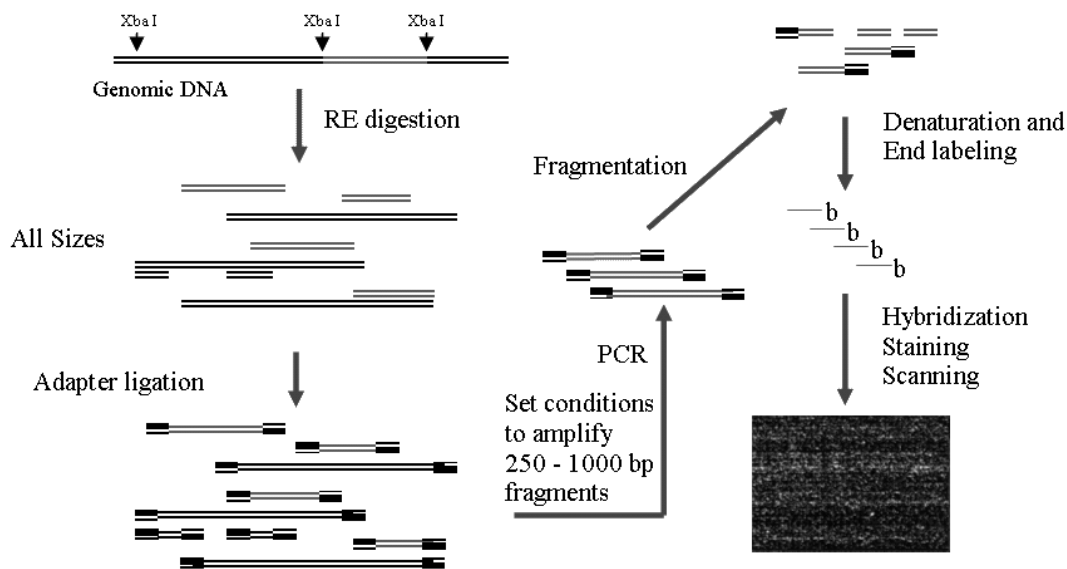 XbaI XbaI XbaI
Genomic DNA
RE digestion
All Sizes
Adapter ligation
PCR
Set conditions
to amplify
250 - 1000 bp
fragments
Fragmentation
Denaturation and
End labeling
b
b
b
b
Hybridization
Staining
Scanning